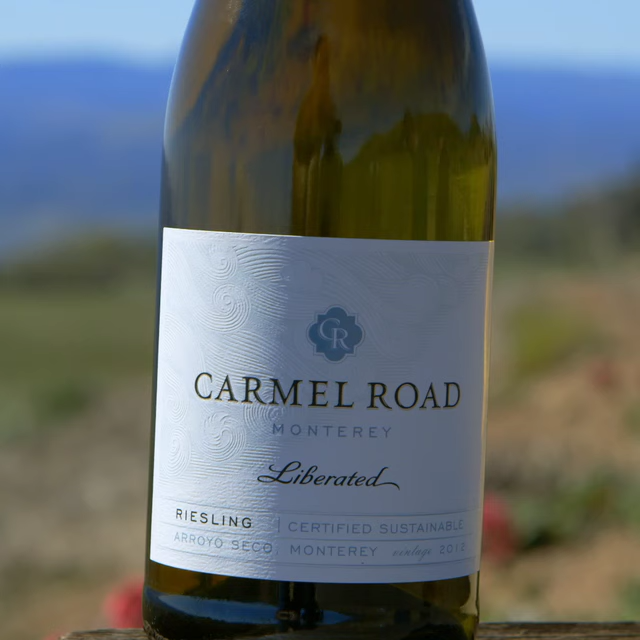 CR
CARMEL ROAD
MONTEREY
Liberated
RIESLING CERTIFIED SUSTAINABLE
ARROYO SECO MONTEREY vintage 2012